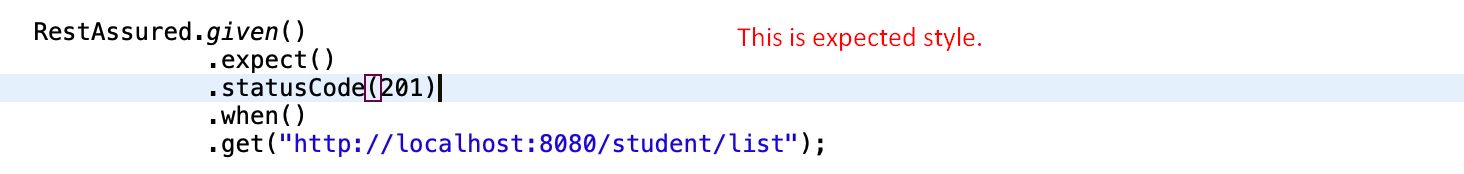 RestAssured.given()
This is expected style.
.expect()
.statusCode(201)
.when()
.get("http://localhost:8080/student/list");